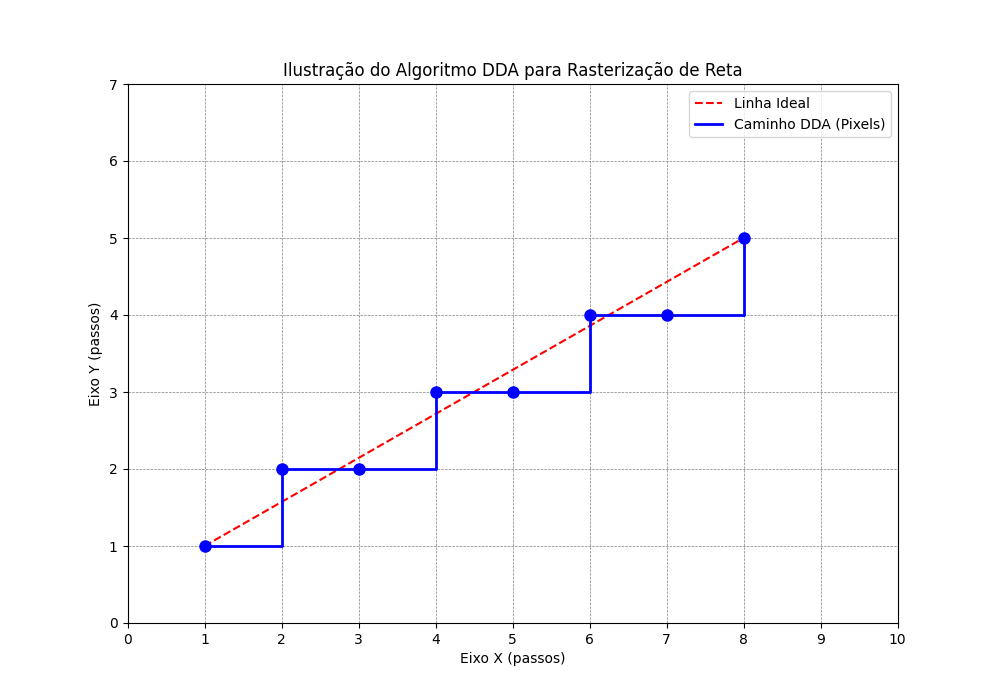 Ilustração do Algoritmo DDA para Rasterização de Reta
Linha Ideal
Caminho DDA (Pixels)
Eixo Y (passos)
7
6
5
4
3
2
1
0
0 1 2 3 4 5 6 7 8 9 10
Eixo X (passos)